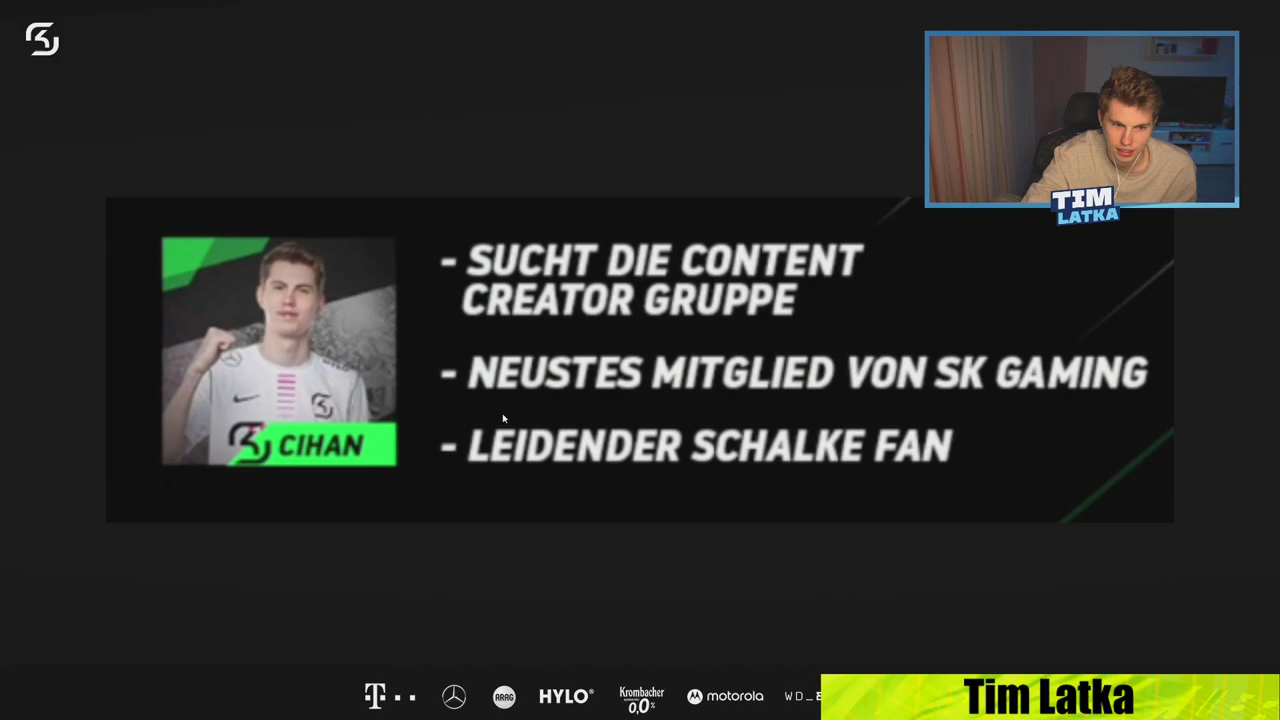 TIM
LATKA
- SUCHT DIE CONTENT
CREATOR GRUPPE
- NEUSTES MITGLIED VON SK GAMING
- LEIDENDER SCHALKE FAN
CIHAN
T
ARAG
HYLO®
Krombacher
0,0%
motorola
Tim Latka